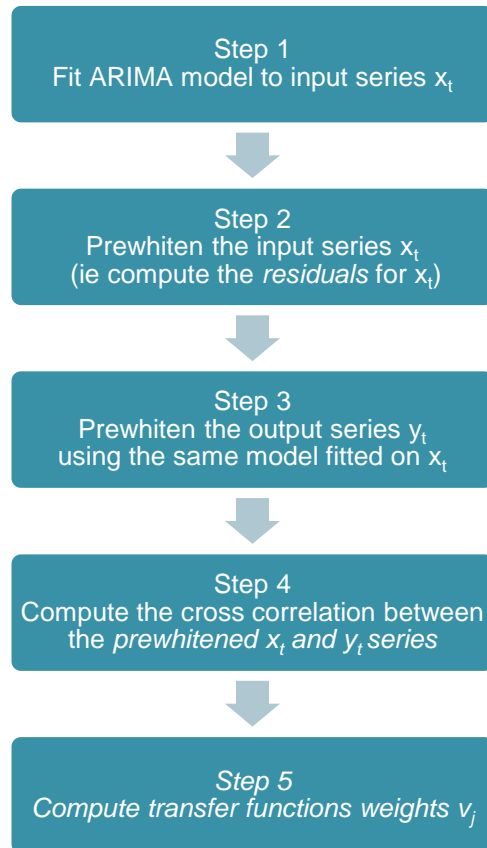 Step 1
Fit ARIMA model to input series xt
Step 2
Prewhiten the input series xt
(ie compute the residuals for xt)
Step 3
Prewhiten the output series yt
using the same model fitted on xt
Step 4
Compute the cross correlation between
the prewhitened xt and yt series
Step 5
Compute transfer functions weights vj